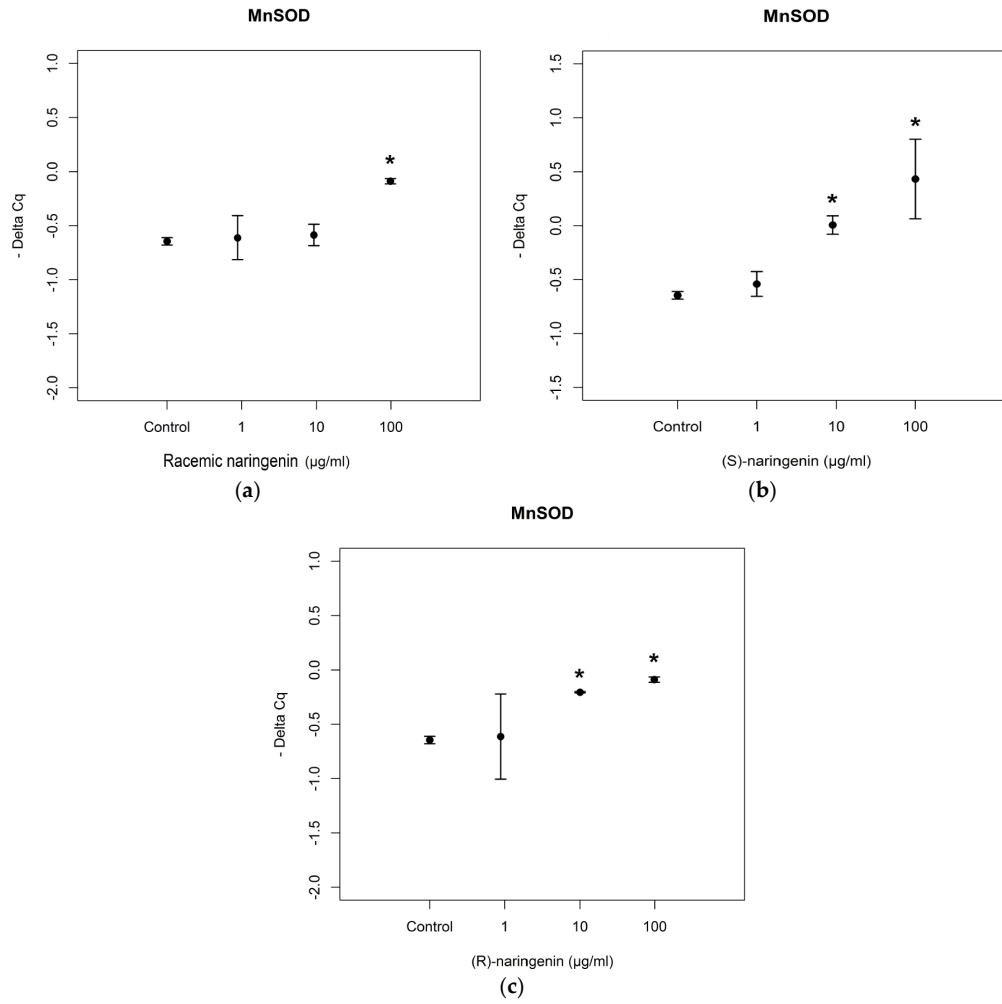 MnSOD
- Delta Cq
1.0
0.5
0.0
-0.5
-1.0
-1.5
-2.0
*
Control 1 10 100
Racemic naringenin (µg/ml)
(a)
MnSOD
- Delta Cq
1.5
1.0
0.5
0.0
-0.5
-1.0
-1.5
* *
Control 1 10 100
(S)-naringenin (µg/ml)
(b)
MnSOD
- Delta Cq
1.0
0.5
0.0
-0.5
-1.0
-1.5
-2.0
* *
Control 1 10 100
(R)-naringenin (µg/ml)
(c)